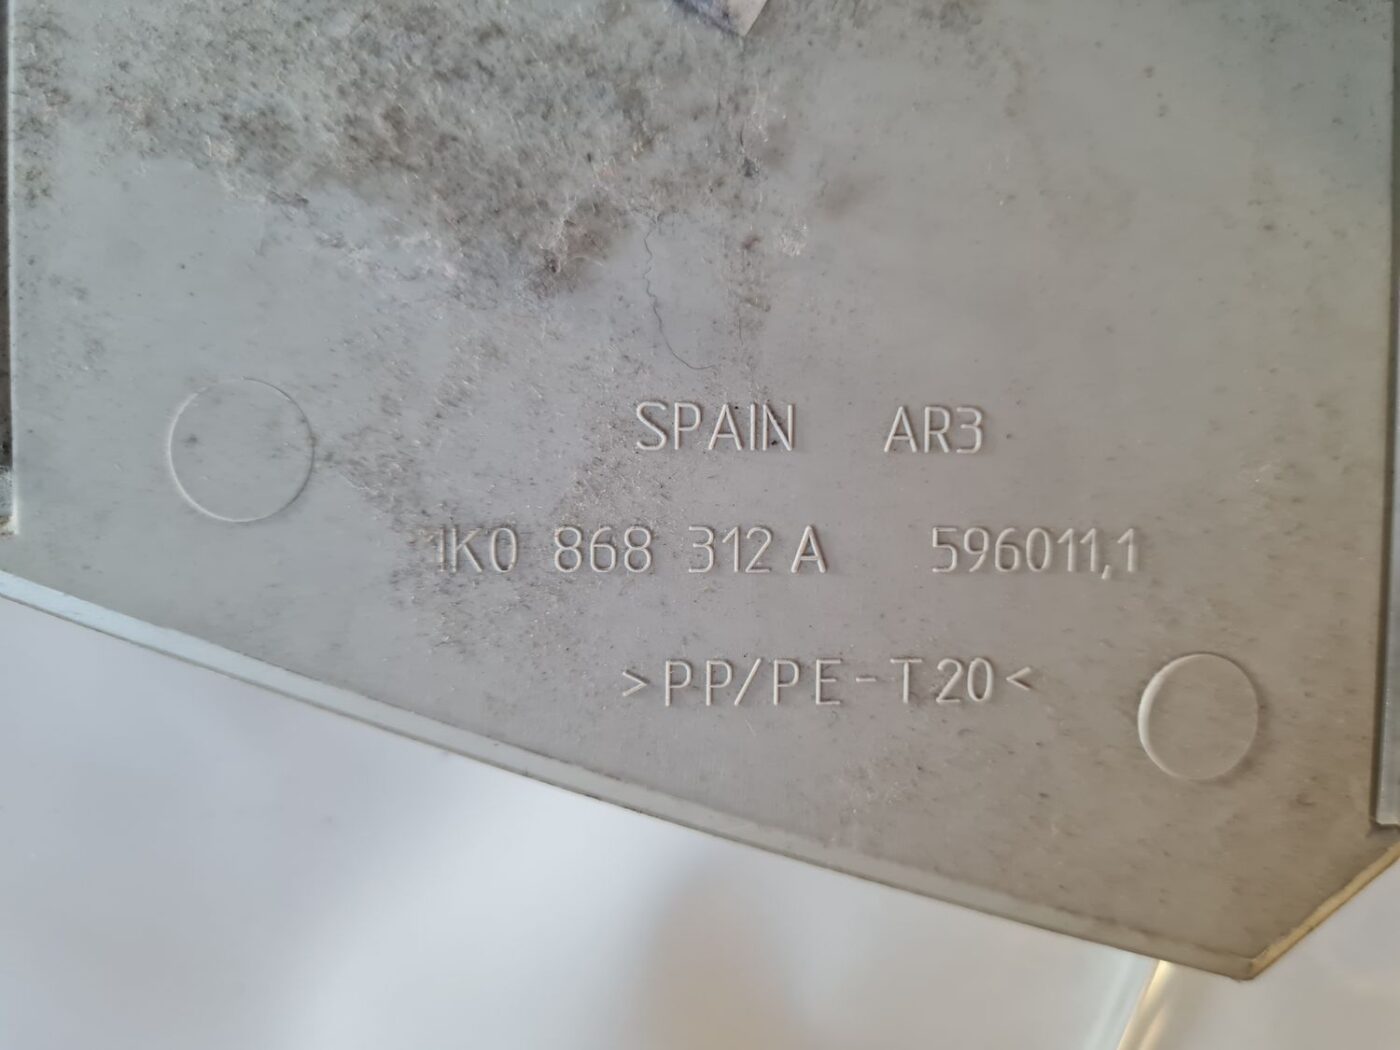 SPAIN AR3
1K0 868 312 A 596011,1
>PP/PE-T20<